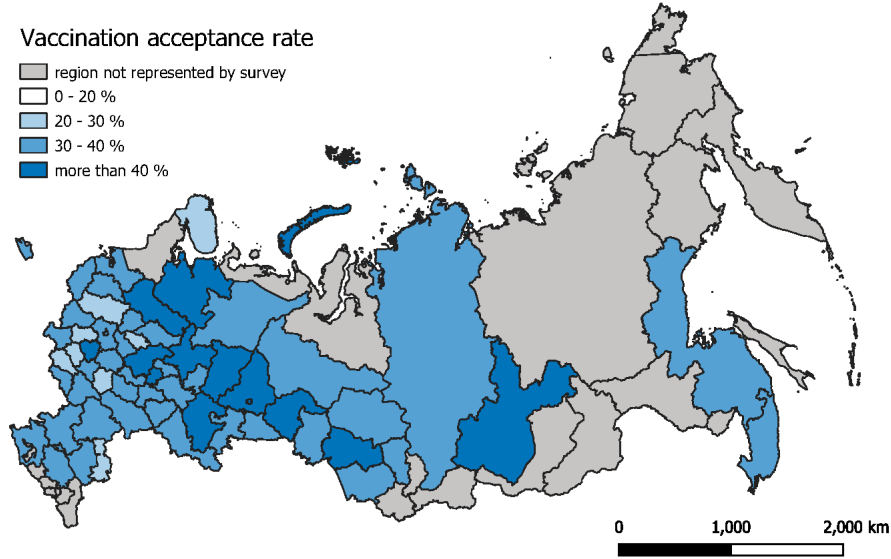 Vaccination acceptance rate
region not represented by survey
0 - 20 %
20 - 30 %
30 - 40 %
more than 40 %
0 1,000 2,000 km